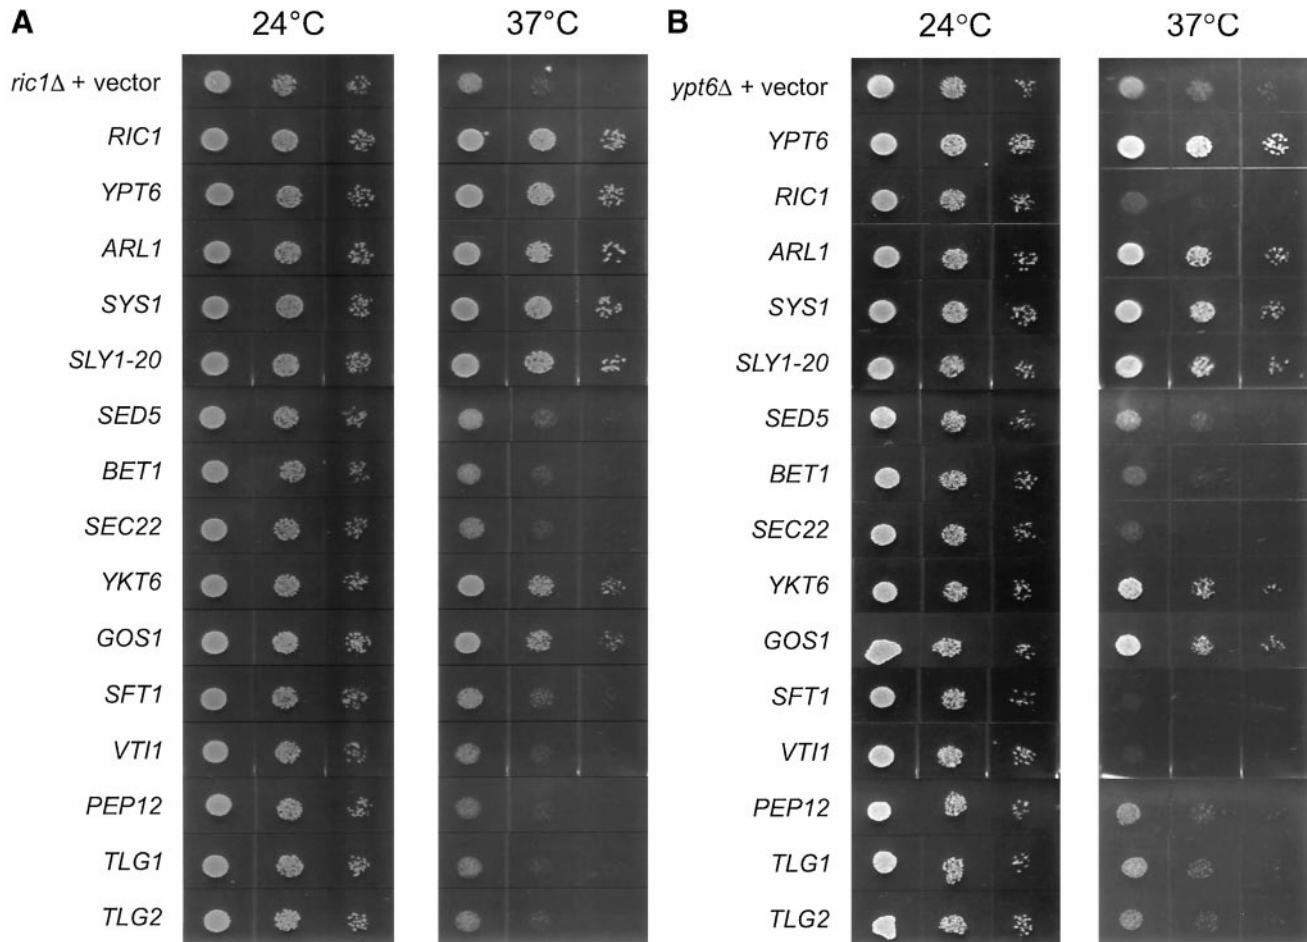 A 24°C 37°C
ric1Δ + vector
RIC1
YPT6
ARL1
SYS1
SLY1-20
SED5
BET1
SEC22
YKT6
GOS1
SFT1
VTI1
PEP12
TLG1
TLG2
B 24°C 37°C
ypt6Δ + vector
YPT6
RIC1
ARL1
SYS1
SLY1-20
SED5
BET1
SEC22
YKT6
GOS1
SFT1
VTI1
PEP12
TLG1
TLG2